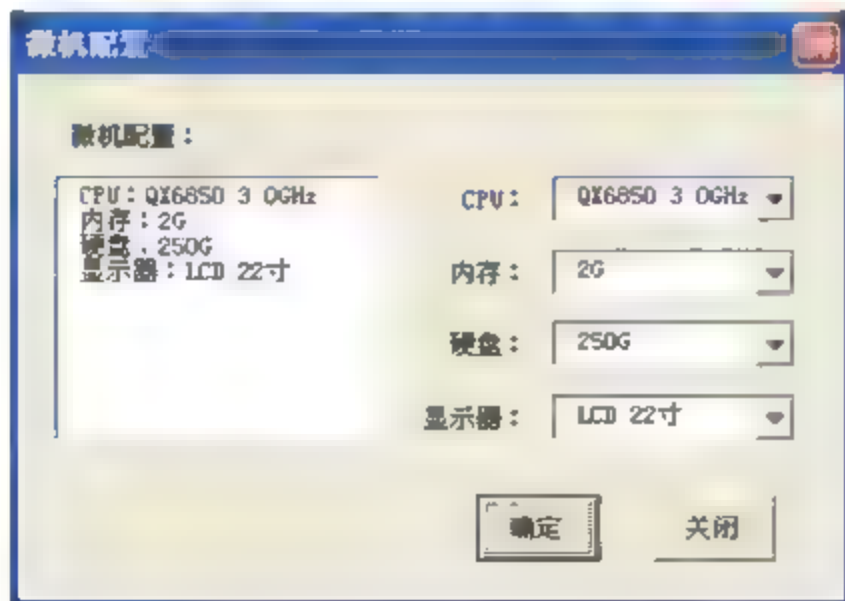 微机配置
微机配置：
CPU：QX6850 3 0GHz
内存：2G
硬盘：250G
显示器：LCD 22寸
CPU：
QX6850 3 0GHz
内存：
2G
硬盘：
250G
显示器：
LCD 22寸
确定
关闭